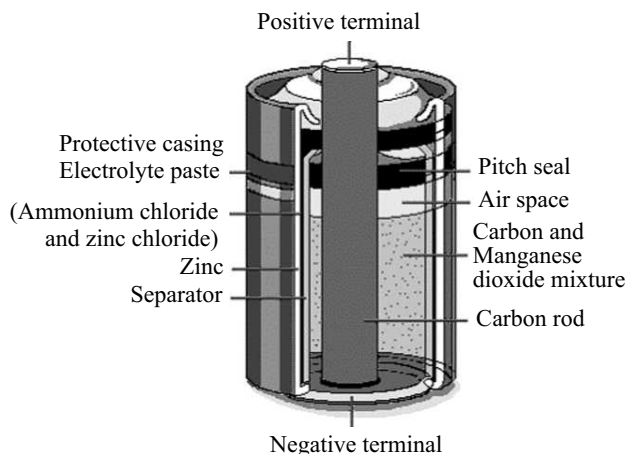 Positive terminal
Protective casing
Electrolyte paste
(Ammonium chloride
and zinc chloride)
Zinc
Separator
Pitch seal
Air space
Carbon and
Manganese
dioxide mixture
Carbon rod
Negative terminal